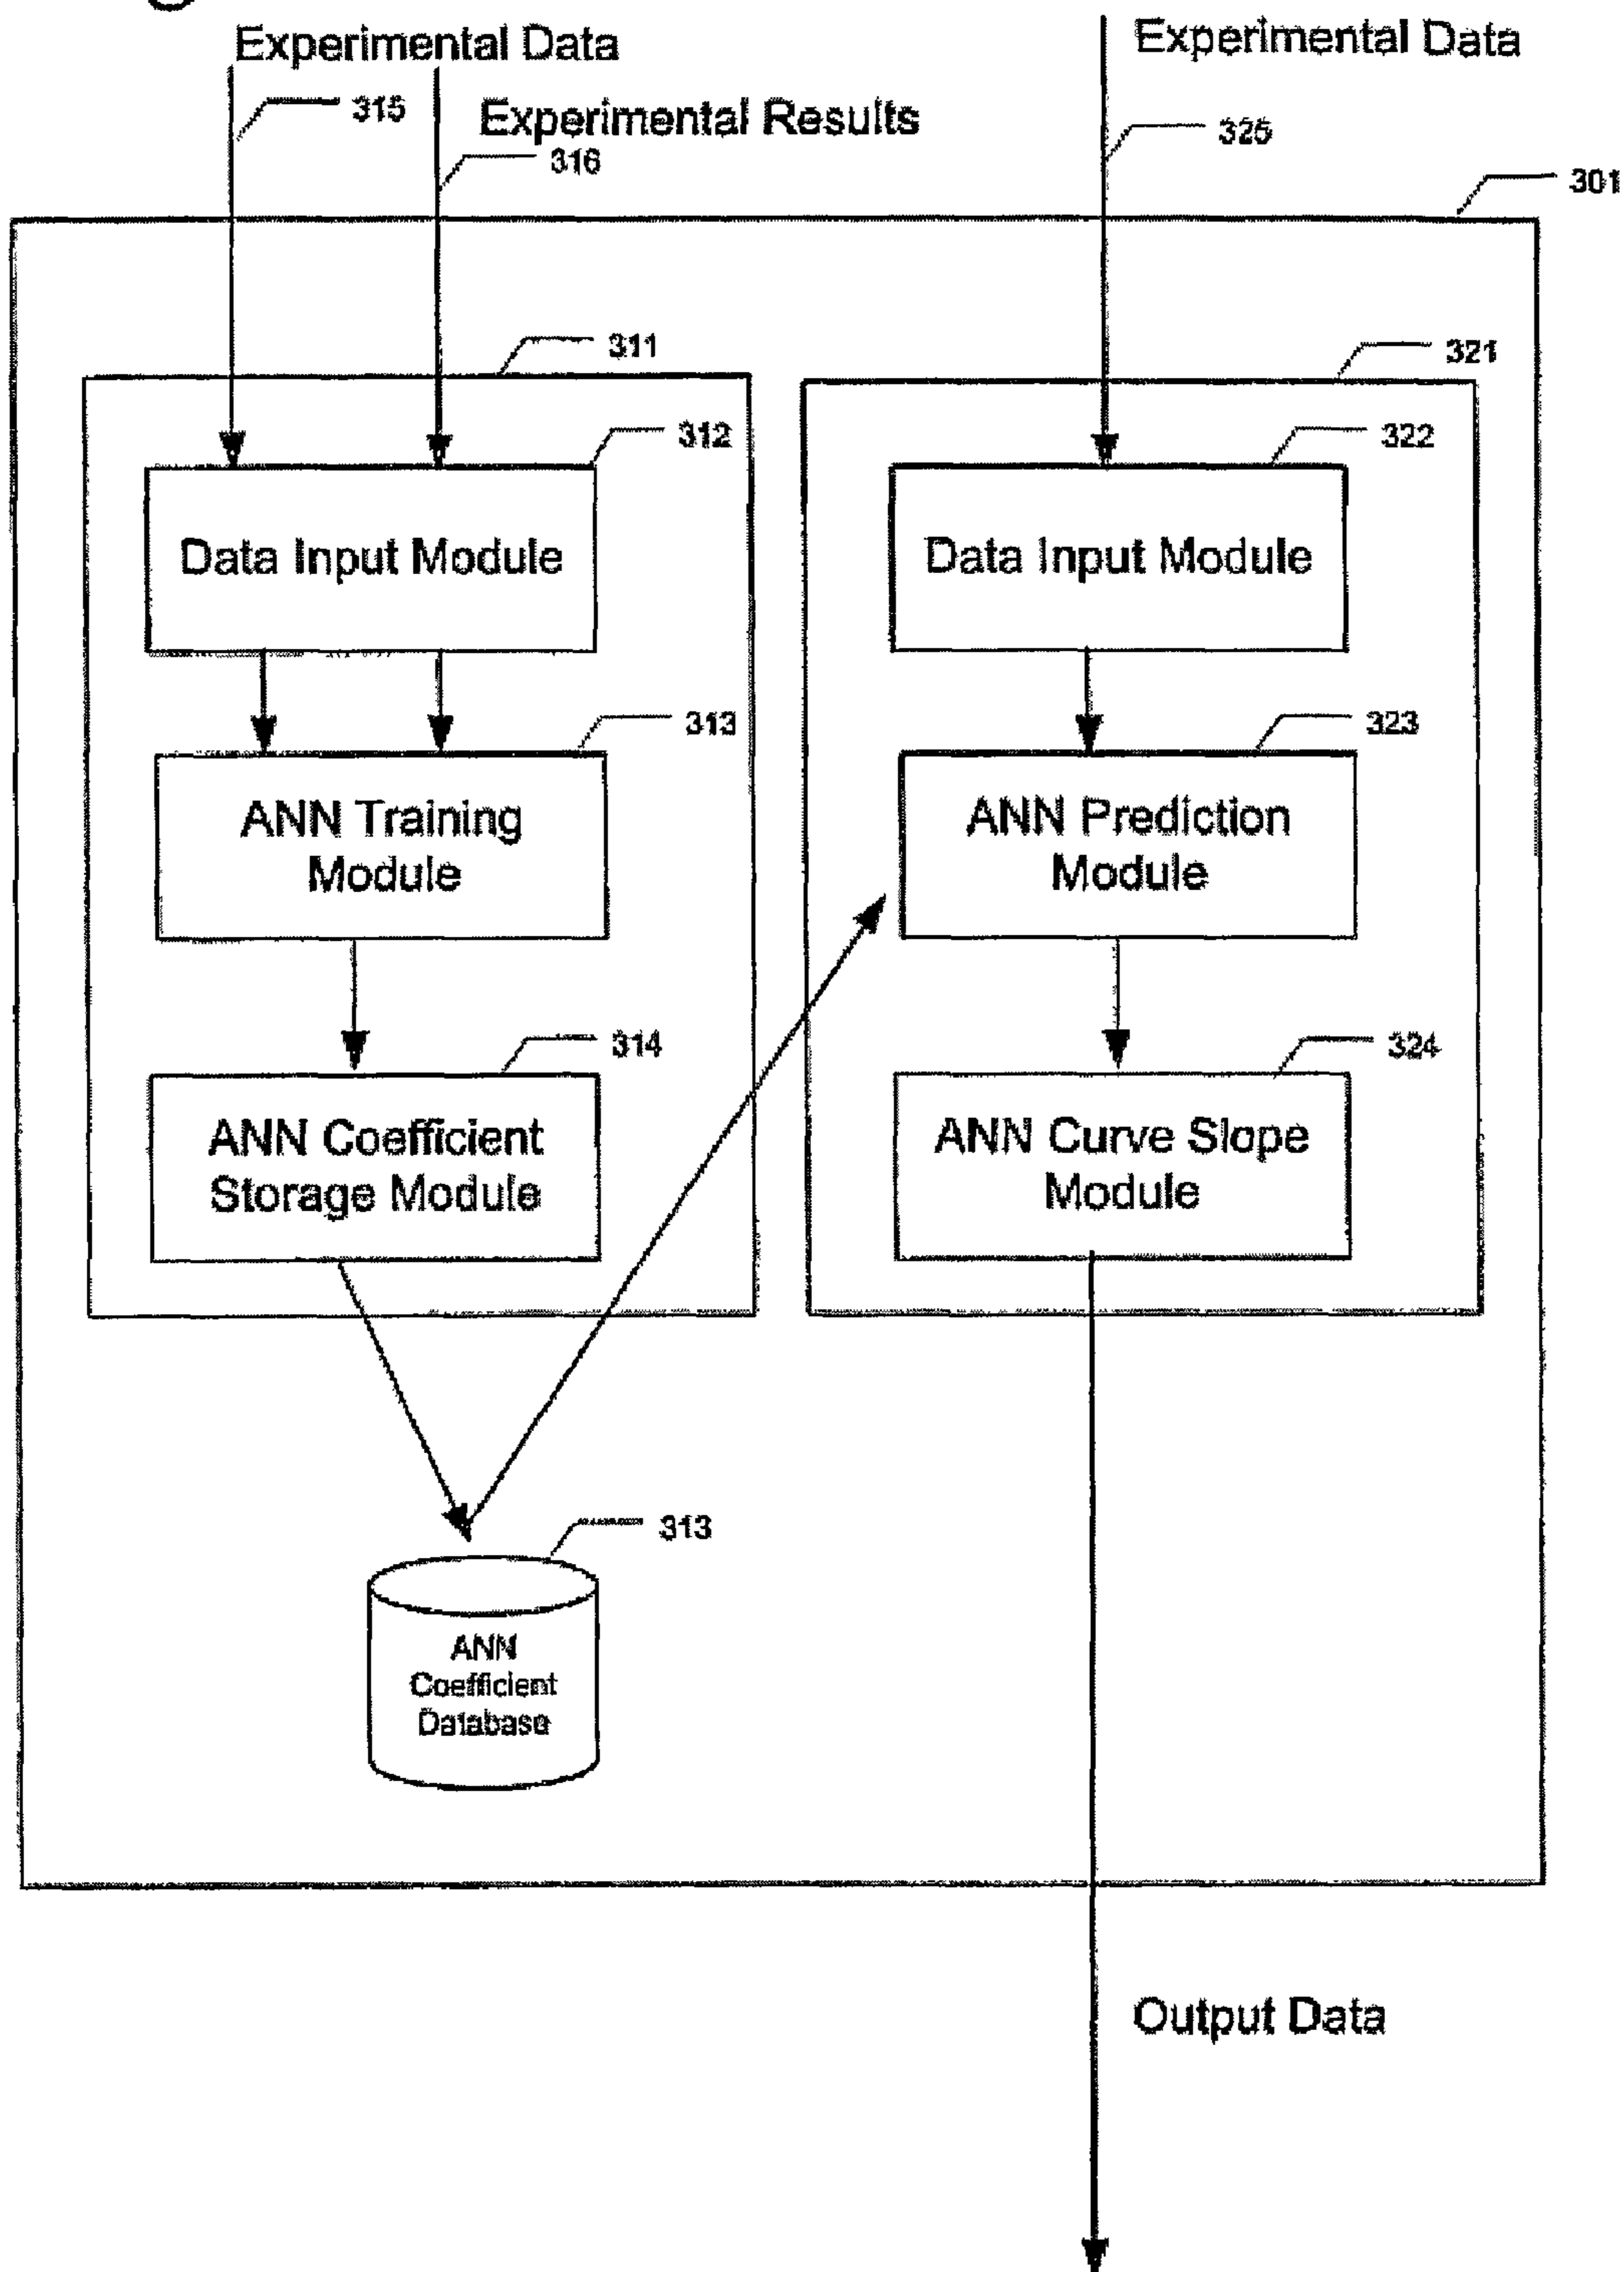 Experimental Data
Experimental Data
315
Experimental Results
325
316
301
311
321
312
322
Data Input Module
Data Input Module
313
323
ANN Training
Module
ANN Prediction
Module
314
324
ANN Coefficient
Storage Module
ANN Curve Slope
Module
313
ANN
Coefficient
Database
Output Data